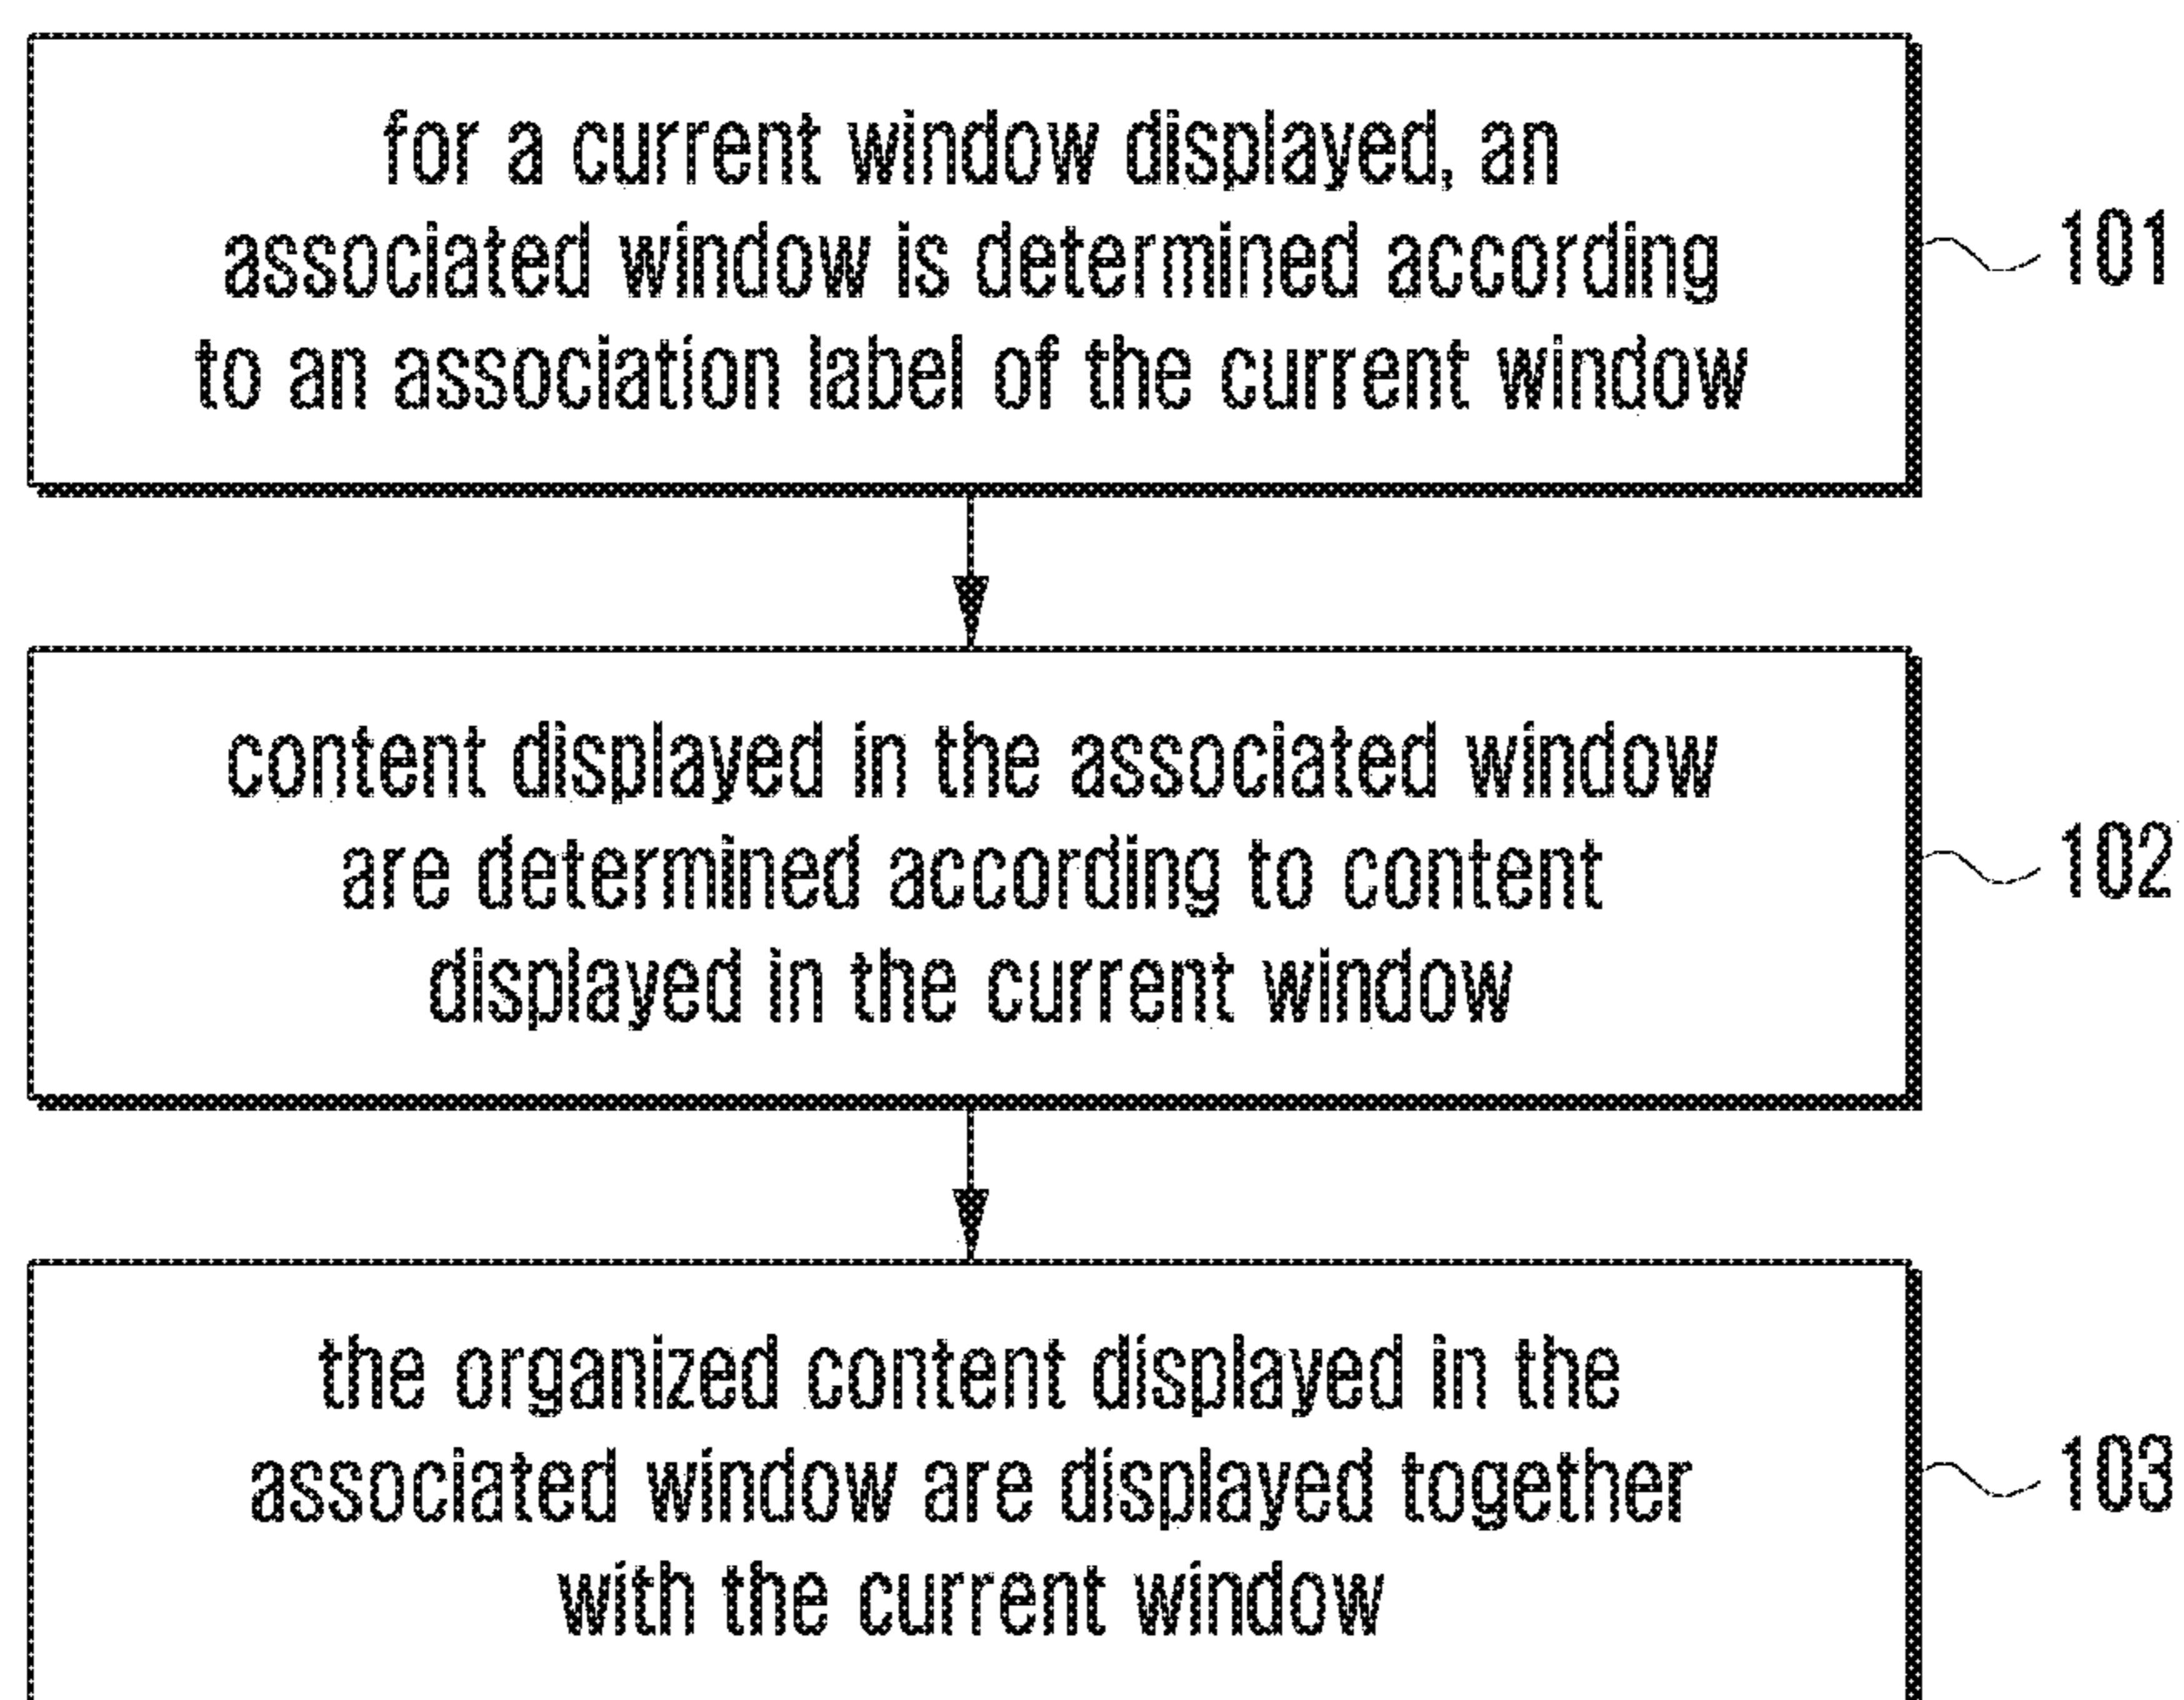 for a current window displayed, an
associated window is determined according
to an association label of the current window
101
content displayed in the associated window
are determined according to content
displayed in the current window
102
the organized content displayed in the
associated window are displayed together
with the current window
103